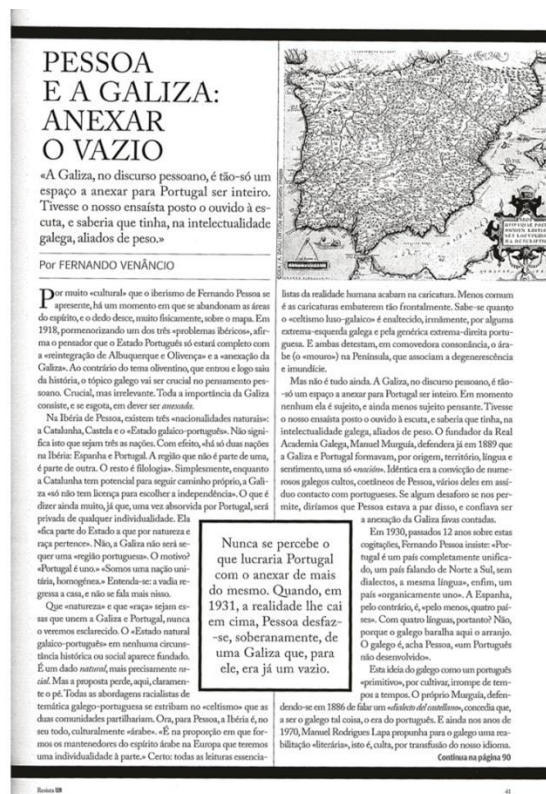 PESSOA
E A GALIZA:
ANEXAR
O VAZIO
«A Galiza, no discurso pessoano, é tão-só um
espaço a anexar para Portugal ser inteiro.
Tivesse o nosso ensaísta posto o ouvido à es-
cuta, e saberia que tinha, na intelectualidade
galega, aliados de peso.»
Por FERNANDO VENÂNCIO
Por muito «cultural» que o iberismo de Fernando Pessoa se
apresente, há um momento em que se abandonam as áreas
do espírito, e o dedo desce, muito fisicamente, sobre o mapa. Em
1918, pormenorizando um dos três «problemas ibéricos», afir-
ma o pensador que o Estado Português só estará completo com
a «reintegração de Albuquerque e Olivença» e a «anexação da
Galiza». Ao contrário do tema oliventino, que entrou e logo saiu
da história, o tópico galego vai ser crucial no pensamento pes-
soano. Crucial, mas irrelevante. Toda a importância da Galiza
consiste, e se esgota, em dever ser anexada.
Na Ibéria de Pessoa, existem três «nacionalidades naturais»:
a Catalunha, Castela e o «Estado galaico-português». Não signi-
fica isto que sejam três as nações. Com efeito, «há só duas nações
na Ibéria: Espanha e Portugal. A região que não é parte de uma,
é parte de outra. O resto é filologia». Simplesmente, enquanto
a Catalunha tem potencial para seguir caminho próprio, a Gali-
za «só não tem licença para escolher a independência». O que é
dizer ainda muito, já que, uma vez absorvida por Portugal, será
privada de qualquer individualidade. Ela
«fica parte do Estado a que por natureza e
raça pertence». Não, a Galiza não será se-
quer uma «região portuguesa». O motivo?
«Portugal é uno.» «Somos uma nação uni-
tária, homogénea.» Entenda-se: a vadia re-
gressa a casa, e não se fala mais nisso.
Que «natureza» e que «raça» sejam es-
sas que unem a Galiza e Portugal, nunca
o veremos esclarecido. O «Estado natural
galaico-português» em nenhuma circuns-
tância histórica ou social aparece fundado.
É um dado natural, mais precisamente ra-
cial. Mas a proposta perde, aqui, claramen-
te o pé. Todas as abordagens racialistas de
temática galego-portuguesa se estribam no «celtismo» que as
duas comunidades partilhariam. Ora, para Pessoa, a Ibéria é, no
seu todo, culturalmente «árabe». «É na proporção em que for-
mos os mantenedores do espírito árabe na Europa que teremos
uma individualidade à parte.» Certo: todas as leituras essencia-
Nunca se percebe o
que lucraria Portugal
com o anexar de mais
do mesmo. Quando, em
1931, a realidade lhe cai
em cima, Pessoa desfaz-
-se, soberanamente, de
uma Galiza que, para
ele, era já um vazio.
listas da realidade humana acabam na caricatura. Menos comum
é as caricaturas embaterem tão frontalmente. Sabe-se quanto
o «celtismo luso-galaico» é enaltecido, irmãmente, por alguma
extrema-esquerda galega e pela genérica extrema-direita portu-
guesa. E ambas detestam, em comovedora consonância, o ára-
be (o «mouro») na Península, que associam a degenerescência
e imundície.
Mas não é tudo ainda. A Galiza, no discurso pessoano, é tão-
-só um espaço a anexar para Portugal ser inteiro. Em momento
nenhum ela é sujeito, e ainda menos sujeito pensante. Tivesse
o nosso ensaísta posto o ouvido à escuta, e saberia que tinha, na
intelectualidade galega, aliados de peso. O fundador da Real
Academia Galega, Manuel Murguía, defendera já em 1889 que
a Galiza e Portugal formavam, por origem, território, língua e
sentimento, uma só «nación». Idêntica era a convicção de nume-
rosos galegos cultos, coetâneos de Pessoa, vários deles em assí-
duo contacto com portugueses. Se algum desaforo se nos per-
mite, diríamos que Pessoa estava a par disso, e confiava ser
a anexação da Galiza favas contadas.
Em 1930, passados 12 anos sobre estas
cogitações, Fernando Pessoa insiste: «Por-
tugal é um país completamente unifica-
do, um país falando de Norte a Sul, sem
dialectos, a mesma língua», enfim, um
país «organicamente uno». A Espanha,
pelo contrário, é, «pelo menos, quatro paí-
ses». Com quatro línguas, portanto? Não,
porque o galego baralha aqui o arranjo.
O galego é, acha Pessoa, «um Português
não desenvolvido».
Esta ideia do galego como um português
«primitivo», por cultivar, irrompe de tem-
pos a tempos. O próprio Murguía, defen-
dendo-se em 1886 de falar um «dialecto del castellano», concedia que,
a ser o galego tal coisa, o era do português. E ainda nos anos de
1970, Manuel Rodrigues Lapa propunha para o galego uma rea-
bilitação «literária», isto é, culta, por transfusão do nosso idioma.
Continua na página 90
Revista LER
41